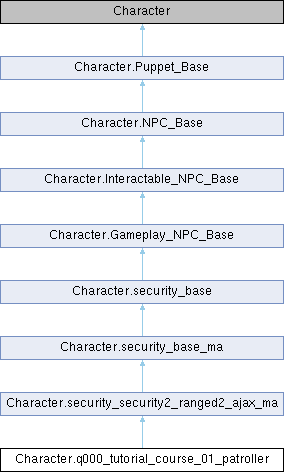 Character
Character.Puppet_Base
Character.NPC_Base
Character.Interactable_NPC_Base
Character.Gameplay_NPC_Base
Character.security_base
Character.security_base_ma
Character.security_security2_ranged2_ajax_ma
Character.q000_tutorial_course_01_patroller